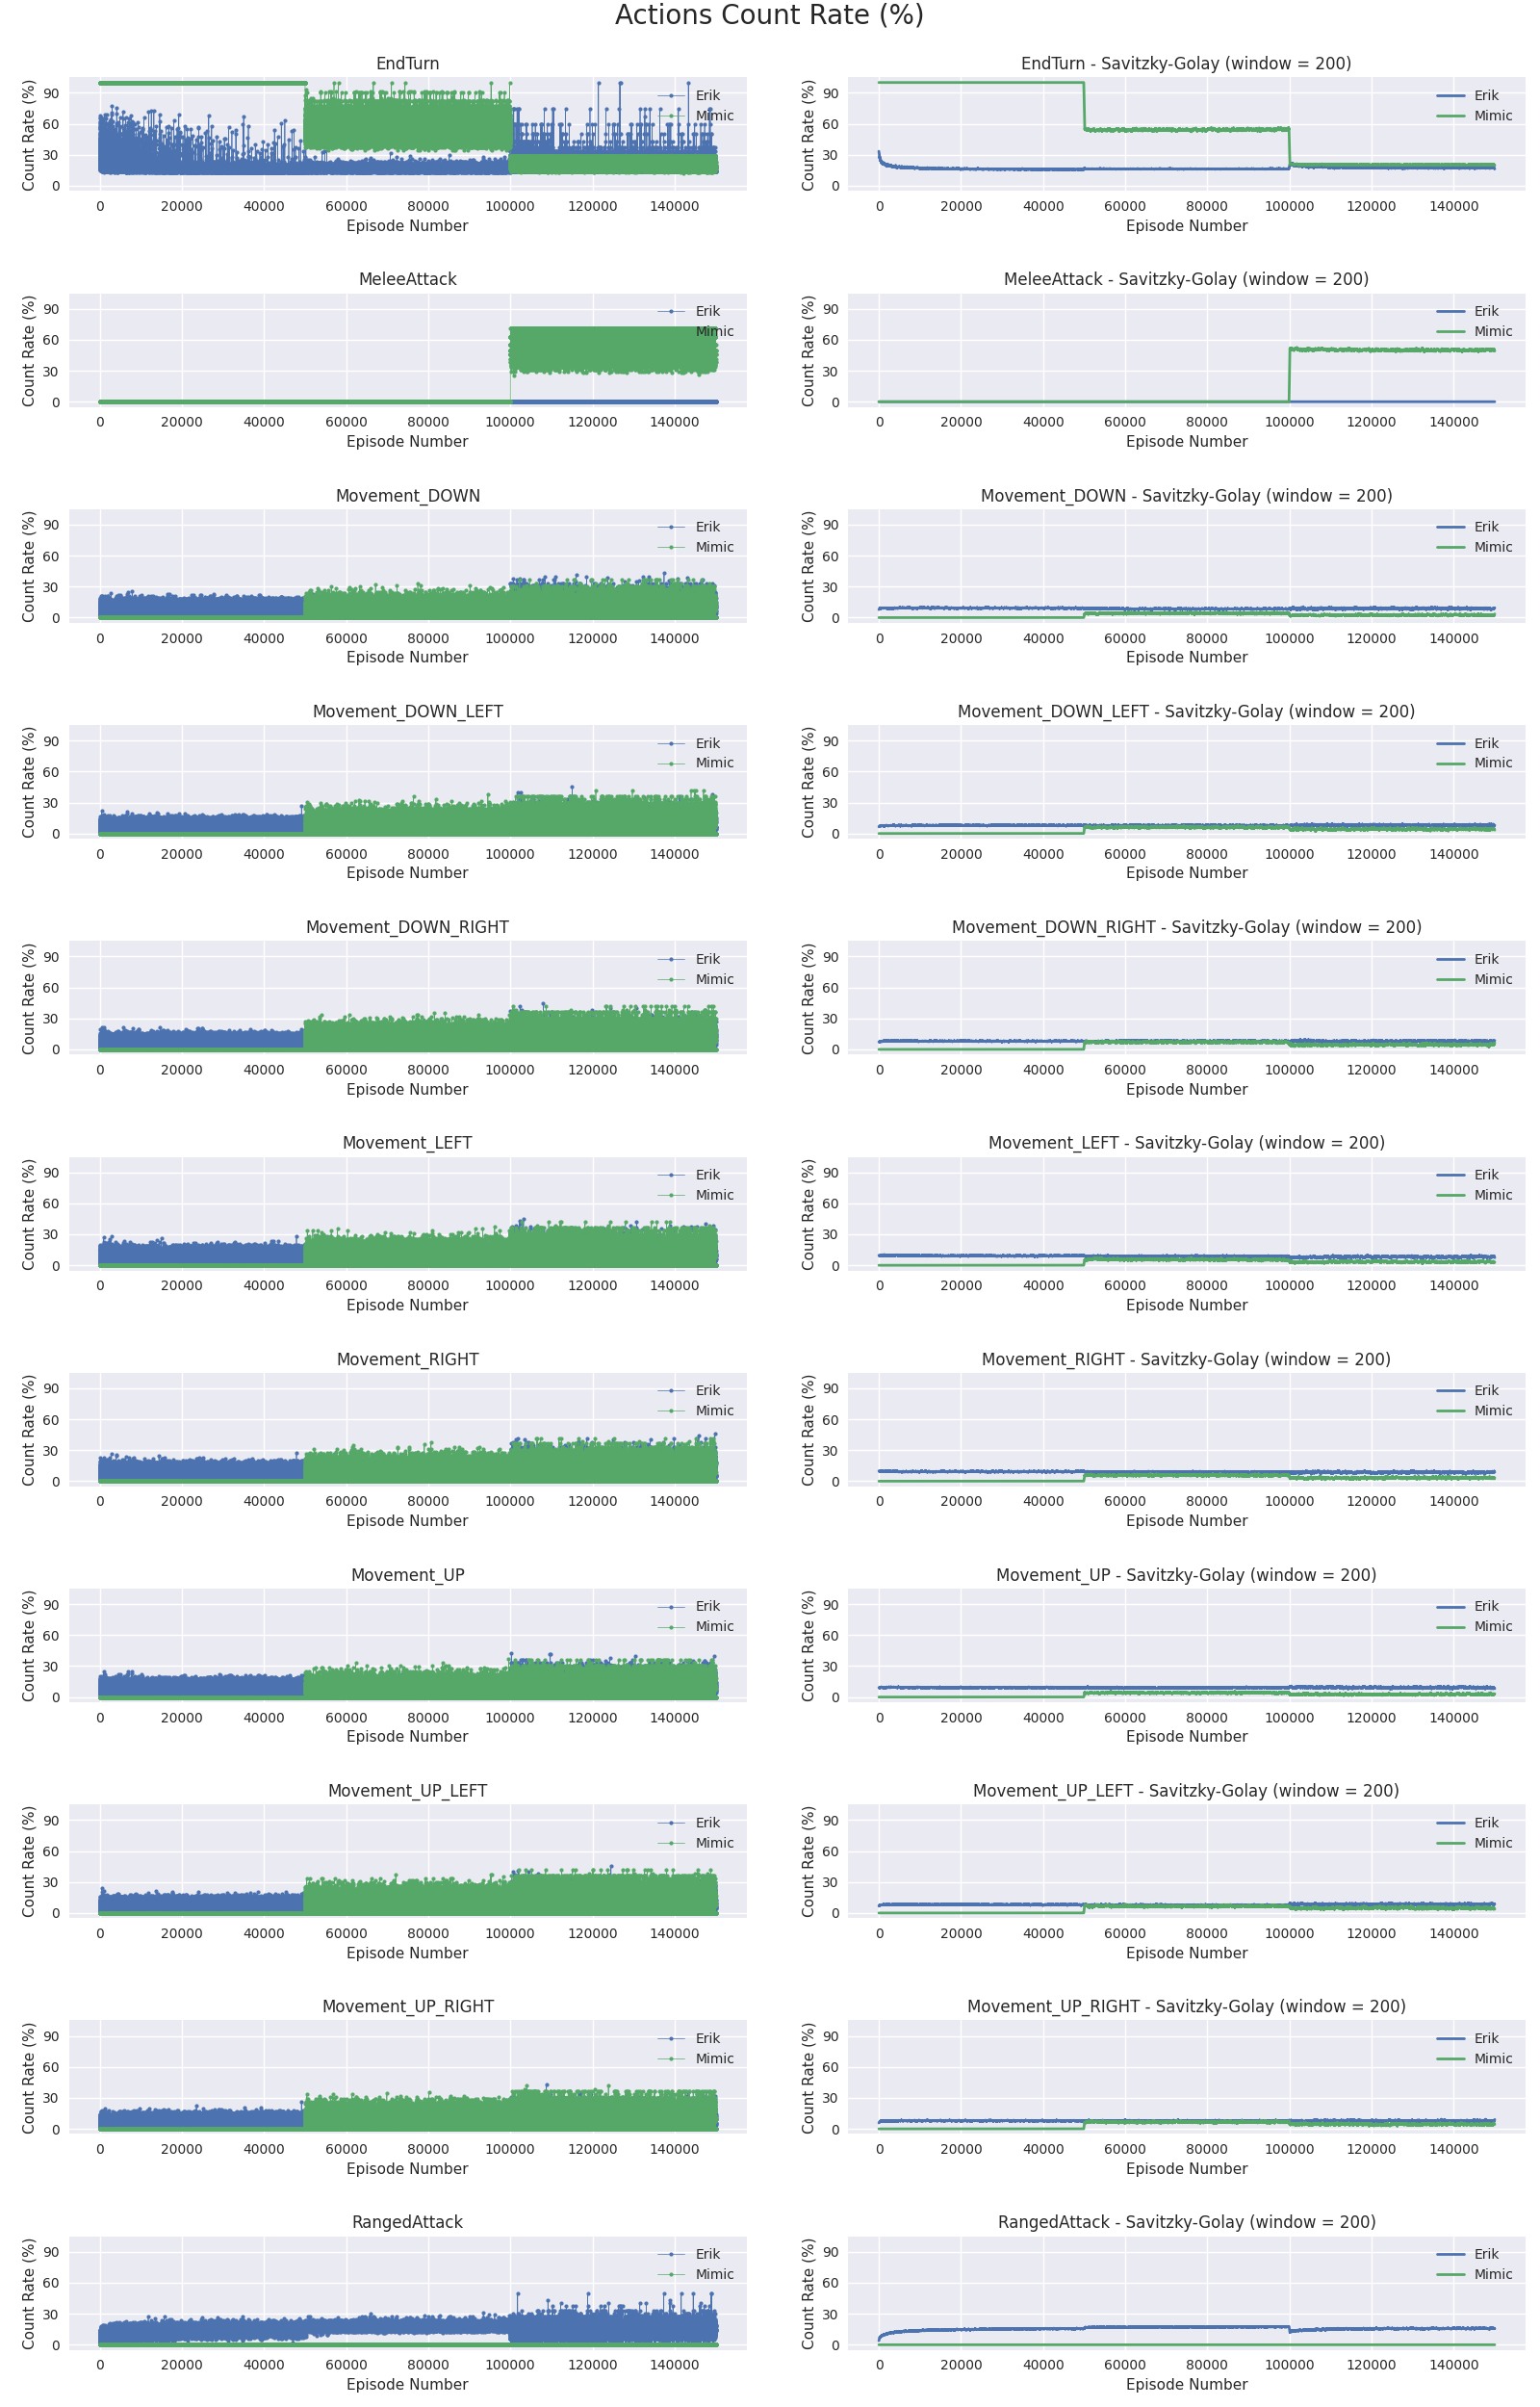 Actions Count Rate (%)
EndTurn
Count Rate (%)
90
60
30
0
Erik
Mimic
0 20000 40000 60000 80000 100000 120000 140000
Episode Number
EndTurn - Savitzky-Golay (window = 200)
Count Rate (%)
90
60
30
0
Erik
Mimic
0 20000 40000 60000 80000 100000 120000 140000
Episode Number
MeleeAttack
Count Rate (%)
90
60
30
0
Erik
Mimic
0 20000 40000 60000 80000 100000 120000 140000
Episode Number
MeleeAttack - Savitzky-Golay (window = 200)
Count Rate (%)
90
60
30
0
Erik
Mimic
0 20000 40000 60000 80000 100000 120000 140000
Episode Number
Movement_DOWN
Count Rate (%)
90
60
30
0
Erik
Mimic
0 20000 40000 60000 80000 100000 120000 140000
Episode Number
Movement_DOWN - Savitzky-Golay (window = 200)
Count Rate (%)
90
60
30
0
Erik
Mimic
0 20000 40000 60000 80000 100000 120000 140000
Episode Number
Movement_DOWN_LEFT
Count Rate (%)
90
60
30
0
Erik
Mimic
0 20000 40000 60000 80000 100000 120000 140000
Episode Number
Movement_DOWN_LEFT - Savitzky-Golay (window = 200)
Count Rate (%)
90
60
30
0
Erik
Mimic
0 20000 40000 60000 80000 100000 120000 140000
Episode Number
Movement_DOWN_RIGHT
Count Rate (%)
90
60
30
0
Erik
Mimic
0 20000 40000 60000 80000 100000 120000 140000
Episode Number
Movement_DOWN_RIGHT - Savitzky-Golay (window = 200)
Count Rate (%)
90
60
30
0
Erik
Mimic
0 20000 40000 60000 80000 100000 120000 140000
Episode Number
Movement_LEFT
Count Rate (%)
90
60
30
0
Erik
Mimic
0 20000 40000 60000 80000 100000 120000 140000
Episode Number
Movement_LEFT - Savitzky-Golay (window = 200)
Count Rate (%)
90
60
30
0
Erik
Mimic
0 20000 40000 60000 80000 100000 120000 140000
Episode Number
Movement_RIGHT
Count Rate (%)
90
60
30
0
Erik
Mimic
0 20000 40000 60000 80000 100000 120000 140000
Episode Number
Movement_RIGHT - Savitzky-Golay (window = 200)
Count Rate (%)
90
60
30
0
Erik
Mimic
0 20000 40000 60000 80000 100000 120000 140000
Episode Number
Movement_UP
Count Rate (%)
90
60
30
0
Erik
Mimic
0 20000 40000 60000 80000 100000 120000 140000
Episode Number
Movement_UP - Savitzky-Golay (window = 200)
Count Rate (%)
90
60
30
0
Erik
Mimic
0 20000 40000 60000 80000 100000 120000 140000
Episode Number
Movement_UP_LEFT
Count Rate (%)
90
60
30
0
Erik
Mimic
0 20000 40000 60000 80000 100000 120000 140000
Episode Number
Movement_UP_LEFT - Savitzky-Golay (window = 200)
Count Rate (%)
90
60
30
0
Erik
Mimic
0 20000 40000 60000 80000 100000 120000 140000
Episode Number
Movement_UP_RIGHT
Count Rate (%)
90
60
30
0
Erik
Mimic
0 20000 40000 60000 80000 100000 120000 140000
Episode Number
Movement_UP_RIGHT - Savitzky-Golay (window = 200)
Count Rate (%)
90
60
30
0
Erik
Mimic
0 20000 40000 60000 80000 100000 120000 140000
Episode Number
RangedAttack
Count Rate (%)
90
60
30
0
Erik
Mimic
0 20000 40000 60000 80000 100000 120000 140000
Episode Number
RangedAttack - Savitzky-Golay (window = 200)
Count Rate (%)
90
60
30
0
Erik
Mimic
0 20000 40000 60000 80000 100000 120000 140000
Episode Number